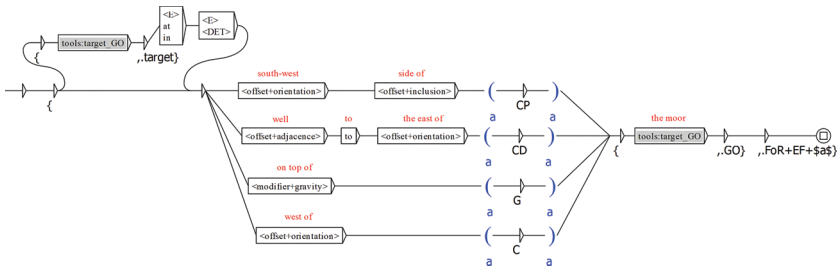 <E>
at
in
<E>
<DET>
{
tools:target_GO
,.target}
{
south-west
<offset+orientation>
side of
<offset+inclusion>
(
a
CP
)
a
well
<offset+adjacence>
to
to
the east of
<offset+orientation>
(
a
CD
)
a
on top of
<modifier+gravity>
(
a
G
)
a
west of
<offset+orientation>
(
a
C
)
a
{
the moor
tools:target_GO
,.GO}
,.FoR+EF+$a$}